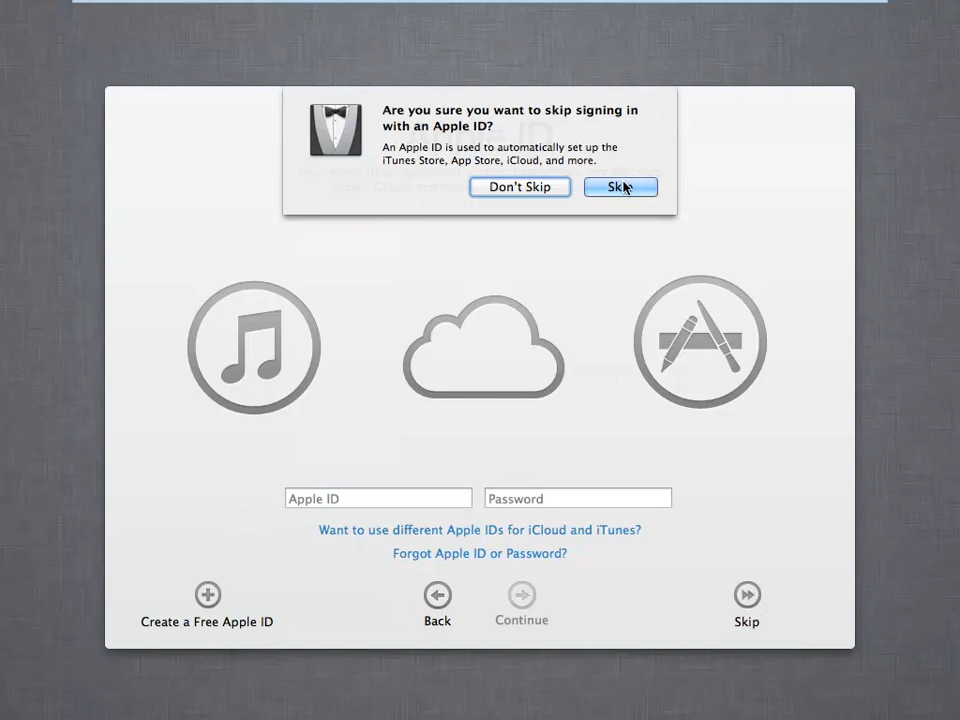 Are you sure you want to skip signing in
with an Apple ID?
An Apple ID is used to automatically set up the
iTunes Store, App Store, iCloud, and more.
Don't Skip
Skip
Apple ID
Password
Want to use different Apple IDs for iCloud and iTunes?
Forgot Apple ID or Password?
Create a Free Apple ID
Back
Continue
Skip